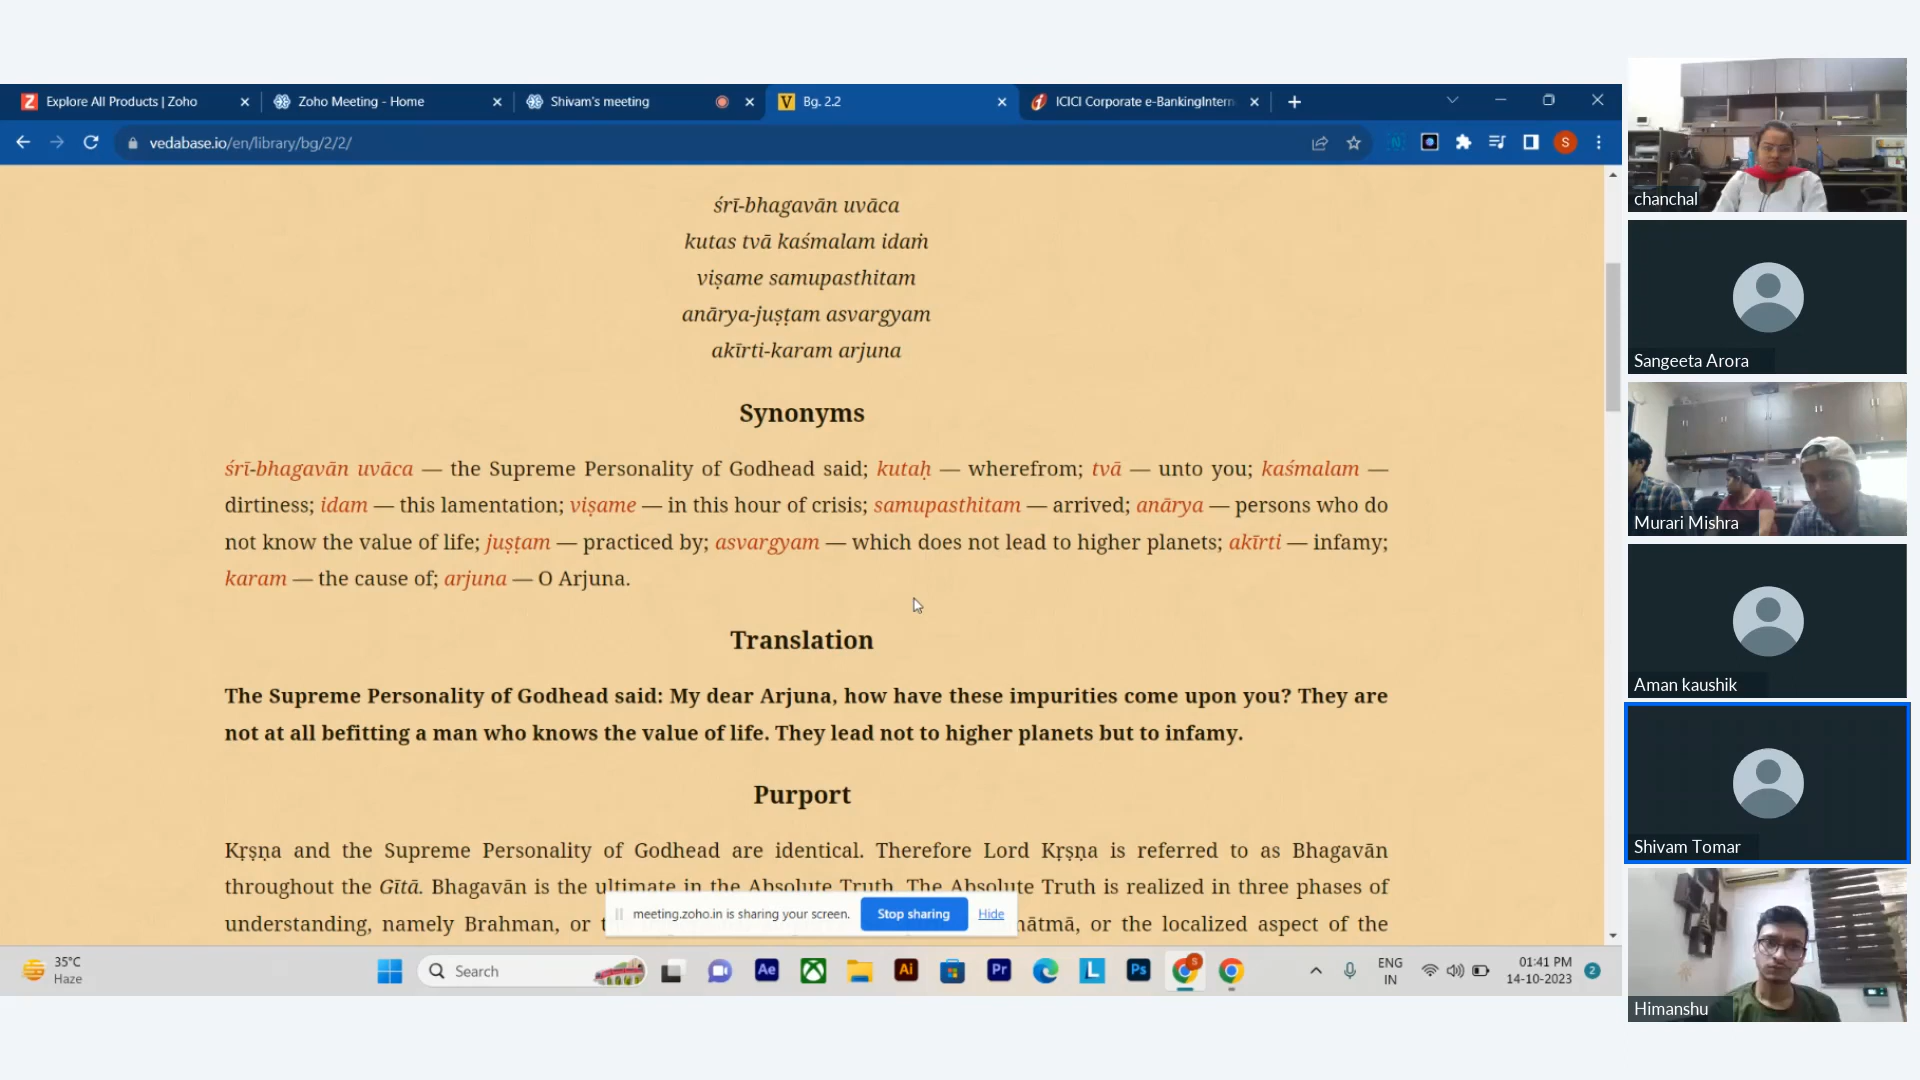 Explore All Products | Zoho
Zoho Meeting - Home
Shivam's meeting
Bg. 2.2
ICICI Corporate e-BankingIntern
vedabase.io/en/library/bg/2/2/
S
śrī-bhagavān uvāca
kutas tvā kaśmalam idaṁ
viṣame samupasthitam
anārya-juṣṭam asvargyam
akīrti-karam arjuna
Synonyms
śrī-bhagavān uvāca — the Supreme Personality of Godhead said; kutaḥ — wherefrom; tvā — unto you; kaśmalam —
dirtiness; idam — this lamentation; viṣame — in this hour of crisis; samupasthitam — arrived; anārya — persons who do
not know the value of life; juṣṭam — practiced by; asvargyam — which does not lead to higher planets; akīrti — infamy;
karam — the cause of; arjuna — O Arjuna.
Translation
The Supreme Personality of Godhead said: My dear Arjuna, how have these impurities come upon you? They are
not at all befitting a man who knows the value of life. They lead not to higher planets but to infamy.
Purport
Kṛṣṇa and the Supreme Personality of Godhead are identical. Therefore Lord Kṛṣṇa is referred to as Bhagavān
throughout the Gītā. Bhagavān is the ultimate in the Absolute Truth. The Absolute Truth is realized in three phases of
understanding, namely Brahman, or
or the localized aspect of the
meeting.zoho.in is sharing your screen.
Stop sharing
Hide
35°C
Haze
Search
Ae
Ai
Pr
L
Ps
S
ENG
IN
01:41 PM
14-10-2023
2
chanchal
Sangeeta Arora
Murari Mishra
Aman kaushik
Shivam Tomar
Himanshu